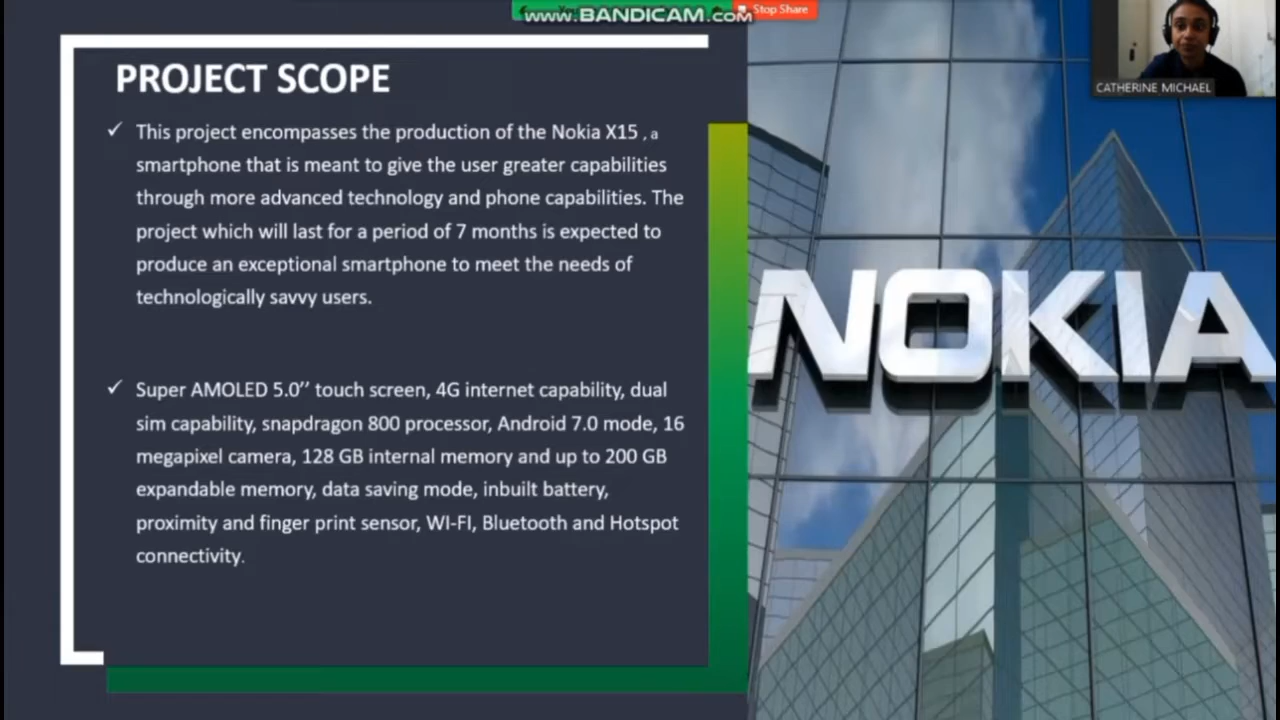 www.BANDICAM.com
Stop Share
CATHERINE MICHAEL
PROJECT SCOPE
✓ This project encompasses the production of the Nokia X15 , a
smartphone that is meant to give the user greater capabilities
through more advanced technology and phone capabilities. The
project which will last for a period of 7 months is expected to
produce an exceptional smartphone to meet the needs of
technologically savvy users.
✓ Super AMOLED 5.0’’ touch screen, 4G internet capability, dual
sim capability, snapdragon 800 processor, Android 7.0 mode, 16
megapixel camera, 128 GB internal memory and up to 200 GB
expandable memory, data saving mode, inbuilt battery,
proximity and finger print sensor, WI-FI, Bluetooth and Hotspot
connectivity.
NOKIA